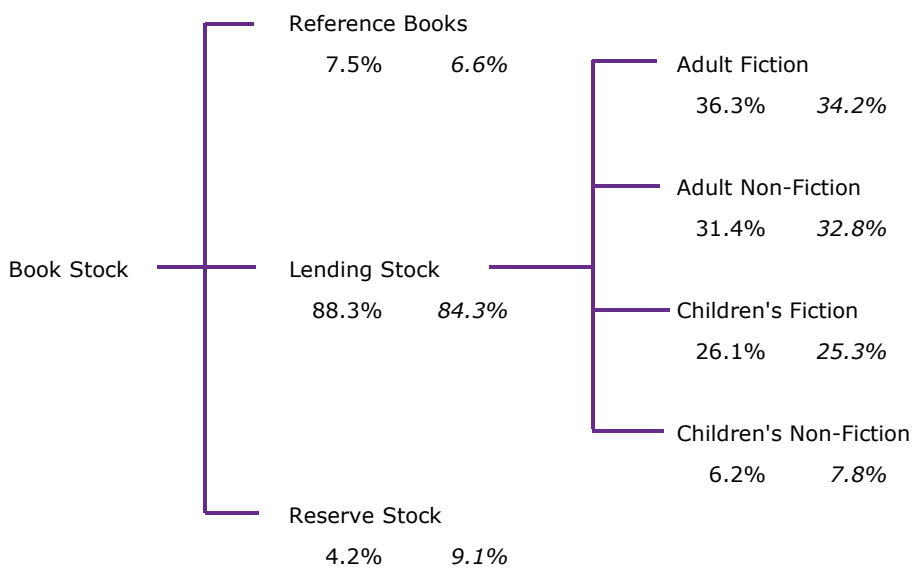 Reference Books
7.5% 6.6%
Adult Fiction
36.3% 34.2%
Adult Non-Fiction
31.4% 32.8%
Book Stock
Lending Stock
88.3% 84.3%
Children's Fiction
26.1% 25.3%
Children's Non-Fiction
6.2% 7.8%
Reserve Stock
4.2% 9.1%